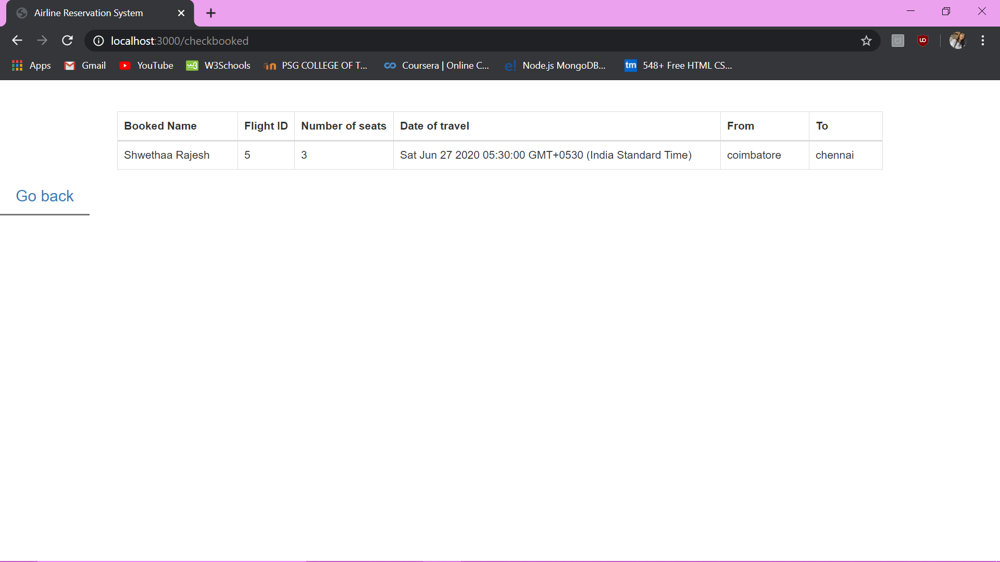 Airline Reservation System
localhost:3000/checkbooked
Apps Gmail YouTube W3Schools PSG COLLEGE OF T... Coursera | Online C... e! Node.js MongoDB... tm 548+ Free HTML CS...
Booked Name Flight ID Number of seats Date of travel From To
Shwethaa Rajesh 5 3 Sat Jun 27 2020 05:30:00 GMT+0530 (India Standard Time) coimbatore chennai
Go back